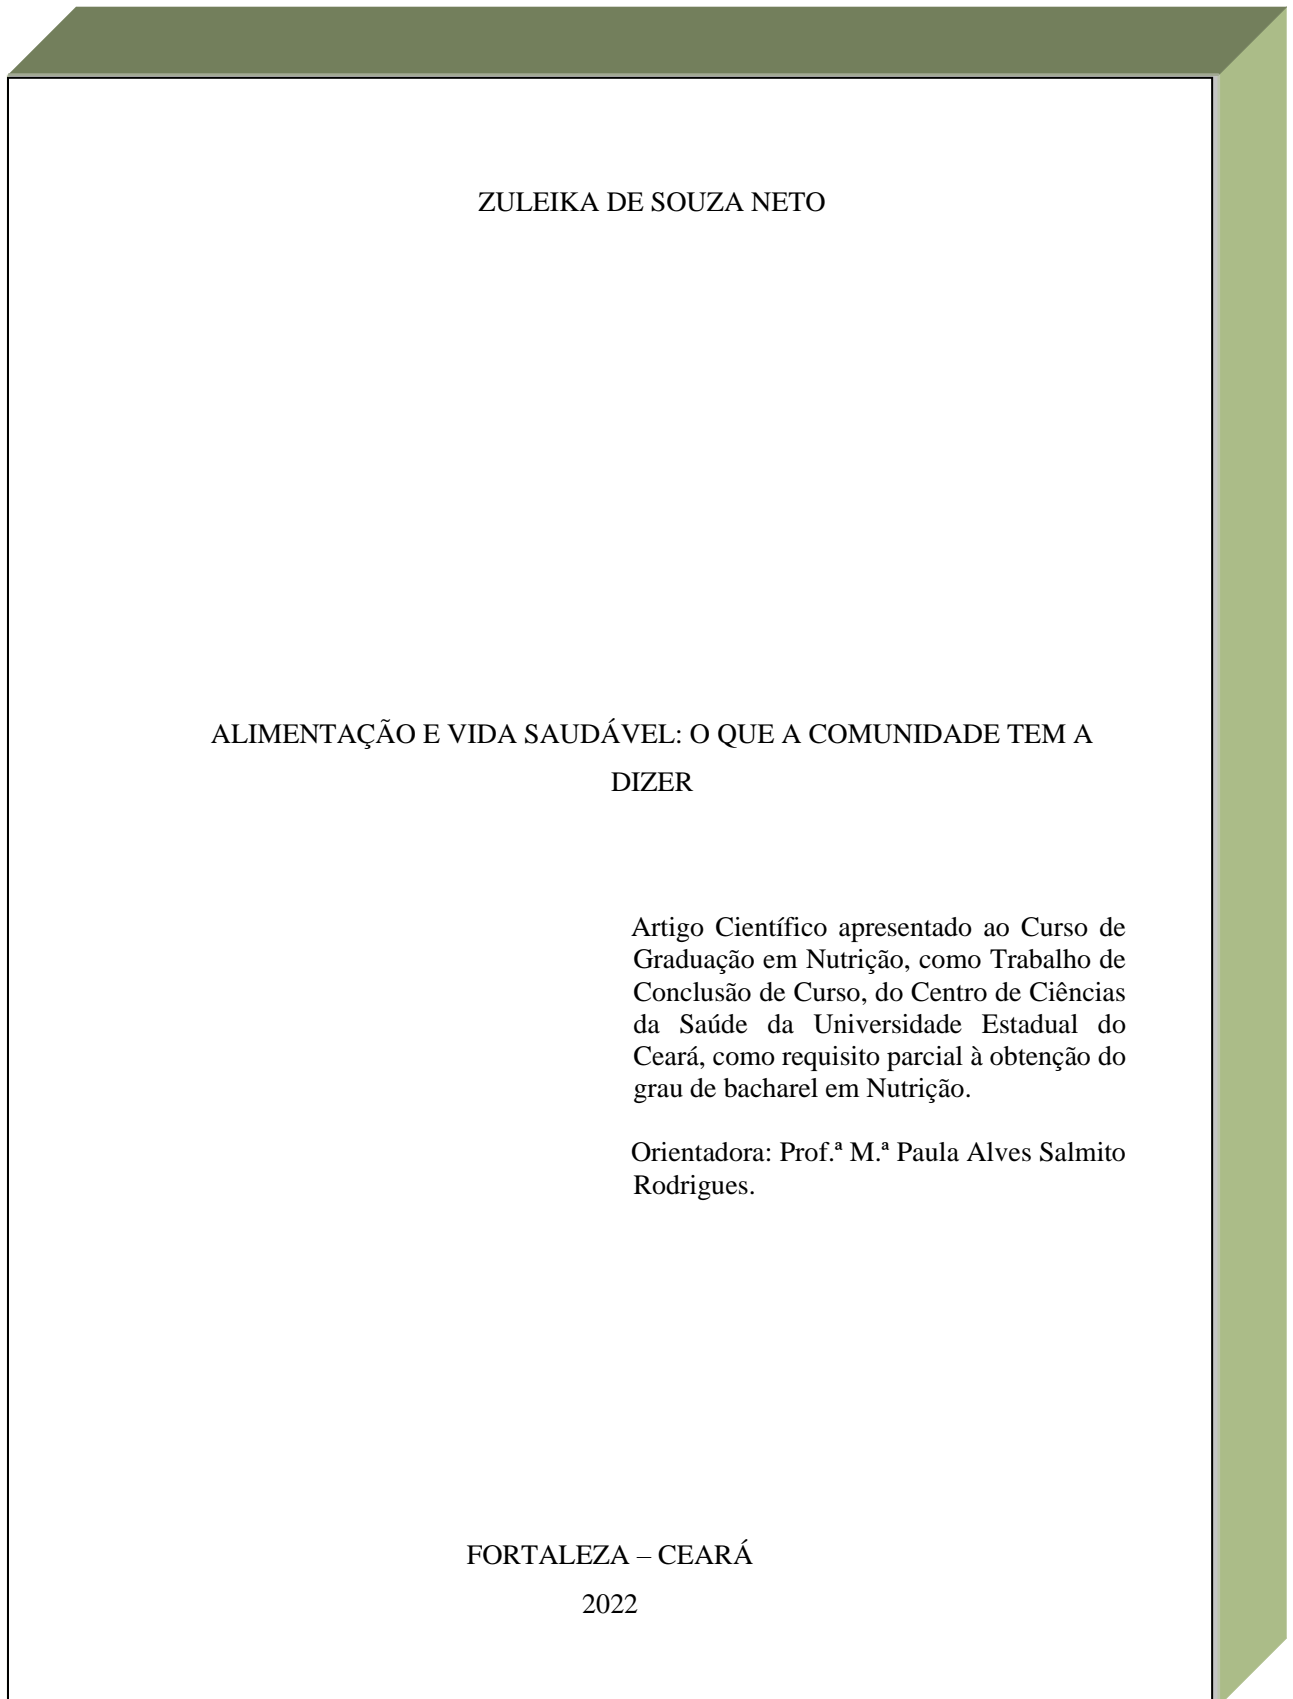 ZULEIKA DE SOUZA NETO
ALIMENTAÇÃO E VIDA SAUDÁVEL: O QUE A COMUNIDADE TEM A
DIZER
Artigo Científico apresentado ao Curso de
Graduação em Nutrição, como Trabalho de
Conclusão de Curso, do Centro de Ciências
da Saúde da Universidade Estadual do
Ceará, como requisito parcial à obtenção do
grau de bacharel em Nutrição.
Orientadora: Prof.ª M.ª Paula Alves Salmito
Rodrigues.
FORTALEZA – CEARÁ
2022